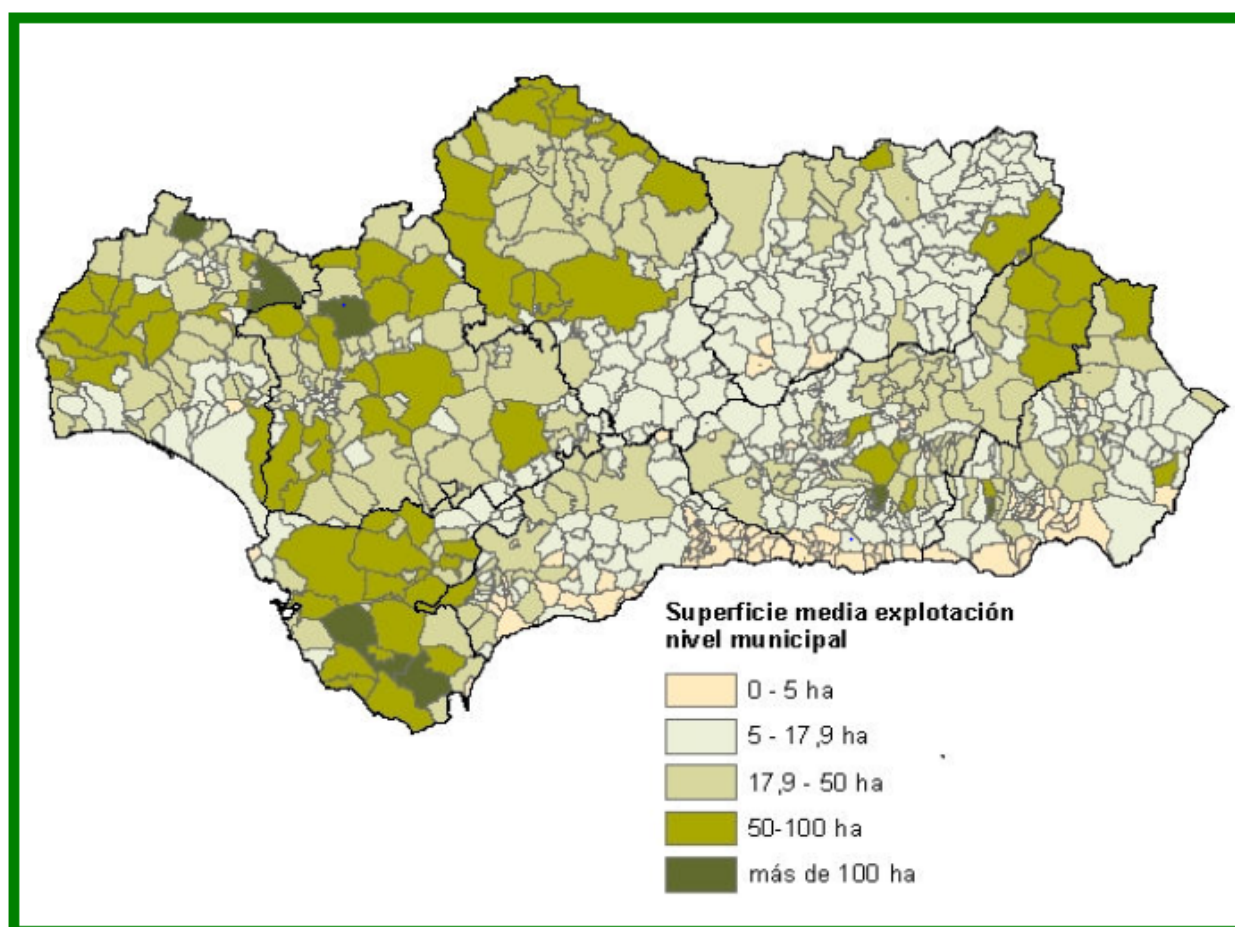 Superficie media explotación
nivel municipal
0 - 5 ha
5 - 17,9 ha
17,9 - 50 ha
50-100 ha
más de 100 ha